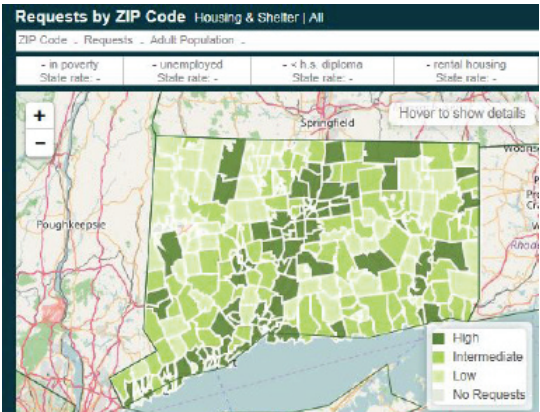 Requests by ZIP Code Housing & Shelter | All
ZIP Code - Requests - Adult Population -
- in poverty
State rate: -
- unemployed
State rate: -
- < h.s. diploma
State rate: -
- rental housing
State rate: -
+
−
Hover to show details
Springfield
Poughkeepsie
High
Intermediate
Low
No Requests